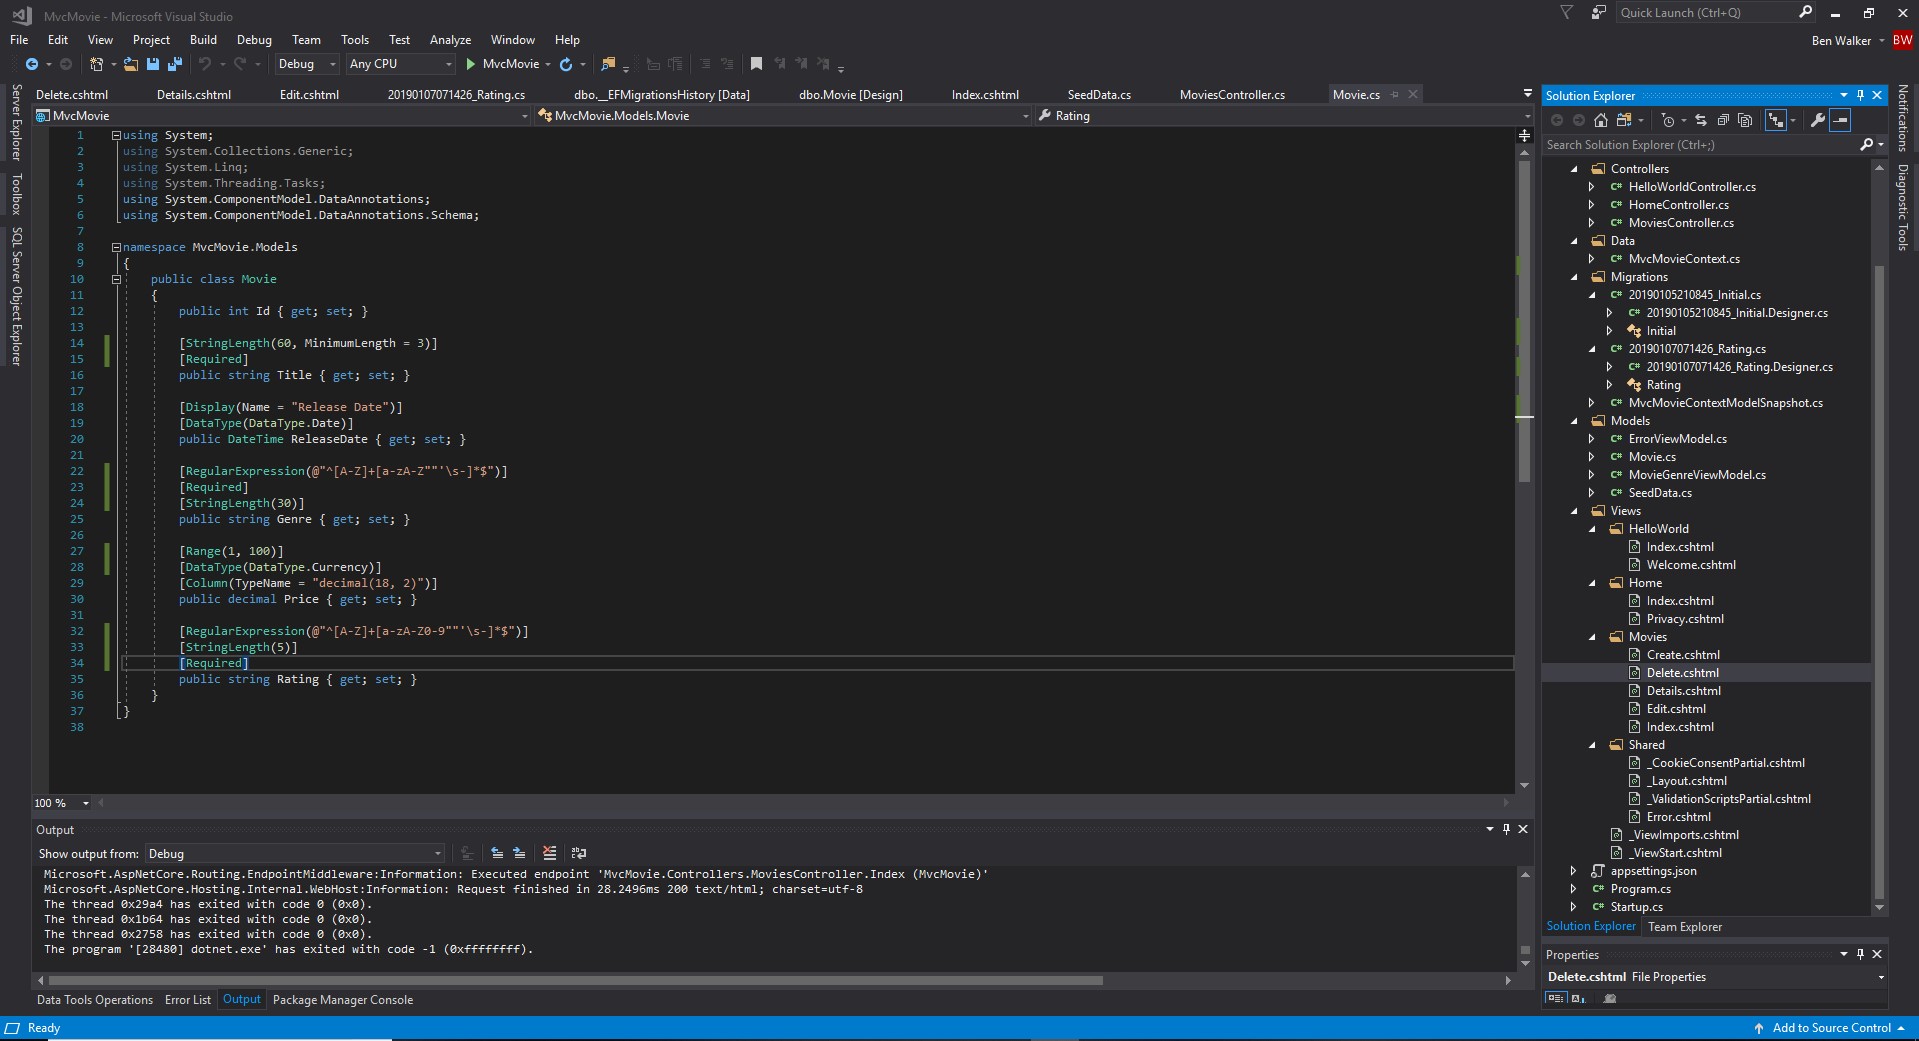 MvcMovie - Microsoft Visual Studio
Quick Launch (Ctrl+Q)
File Edit View Project Build Debug Team Tools Test Analyze Window Help
Ben Walker BW
Debug Any CPU MvcMovie
Delete.cshtml Details.cshtml Edit.cshtml 20190107071426_Rating.cs dbo.__EFMigrationsHistory [Data] dbo.Movie [Design] Index.cshtml SeedData.cs MoviesController.cs Movie.cs
MvcMovie MvcMovie.Models.Movie Rating
Server Explorer
Toolbox
SQL Server Object Explorer
1 using System;
2 using System.Collections.Generic;
3 using System.Linq;
4 using System.Threading.Tasks;
5 using System.ComponentModel.DataAnnotations;
6 using System.ComponentModel.DataAnnotations.Schema;
7
8 namespace MvcMovie.Models
9 {
10 public class Movie
11 {
12 public int Id { get; set; }
13
14 [StringLength(60, MinimumLength = 3)]
15 [Required]
16 public string Title { get; set; }
17
18 [Display(Name = "Release Date")]
19 [DataType(DataType.Date)]
20 public DateTime ReleaseDate { get; set; }
21
22 [RegularExpression(@"^[A-Z]+[a-zA-Z""'\s-]*$")]
23 [Required]
24 [StringLength(30)]
25 public string Genre { get; set; }
26
27 [Range(1, 100)]
28 [DataType(DataType.Currency)]
29 [Column(TypeName = "decimal(18, 2)")]
30 public decimal Price { get; set; }
31
32 [RegularExpression(@"^[A-Z]+[a-zA-Z0-9""'\s-]*$")]
33 [StringLength(5)]
34 [Required]
35 public string Rating { get; set; }
36 }
37 }
38
100 %
Output
Show output from: Debug
Microsoft.AspNetCore.Routing.EndpointMiddleware:Information: Executed endpoint 'MvcMovie.Controllers.MoviesController.Index (MvcMovie)'
Microsoft.AspNetCore.Hosting.Internal.WebHost:Information: Request finished in 28.2496ms 200 text/html; charset=utf-8
The thread 0x29a4 has exited with code 0 (0x0).
The thread 0x1b64 has exited with code 0 (0x0).
The thread 0x2758 has exited with code 0 (0x0).
The program '[28480] dotnet.exe' has exited with code -1 (0xffffffff).
Data Tools Operations Error List Output Package Manager Console
Solution Explorer
Search Solution Explorer (Ctrl+;)
Controllers
C# HelloWorldController.cs
C# HomeController.cs
C# MoviesController.cs
Data
C# MvcMovieContext.cs
Migrations
C# 20190105210845_Initial.cs
C# 20190105210845_Initial.Designer.cs
Initial
C# 20190107071426_Rating.cs
C# 20190107071426_Rating.Designer.cs
Rating
C# MvcMovieContextModelSnapshot.cs
Models
C# ErrorViewModel.cs
C# Movie.cs
C# MovieGenreViewModel.cs
C# SeedData.cs
Views
HelloWorld
Index.cshtml
Welcome.cshtml
Home
Index.cshtml
Privacy.cshtml
Movies
Create.cshtml
Delete.cshtml
Details.cshtml
Edit.cshtml
Index.cshtml
Shared
_CookieConsentPartial.cshtml
_Layout.cshtml
_ValidationScriptsPartial.cshtml
Error.cshtml
_ViewImports.cshtml
_ViewStart.cshtml
appsettings.json
C# Program.cs
C# Startup.cs
Solution Explorer Team Explorer
Properties
Delete.cshtml File Properties
Notifications
Diagnostic Tools
Ready
Add to Source Control